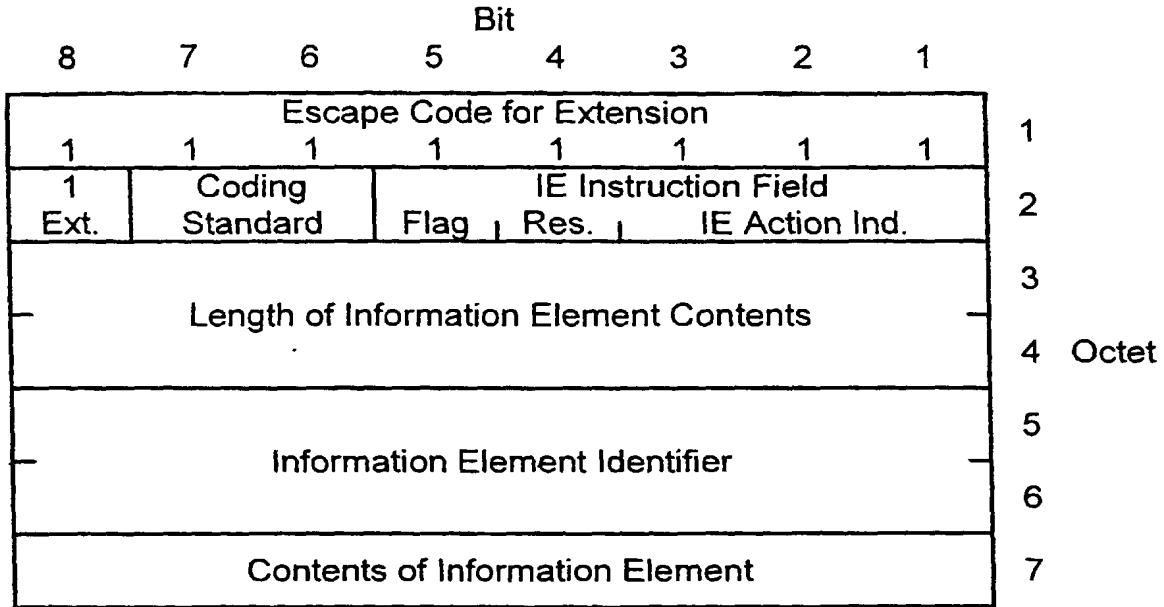 Bit
8 7 6 5 4 3 2 1
Escape Code for Extension
1 1 1 1 1 1 1 1 1
1 Coding IE Instruction Field
Ext. Standard Flag Res. IE Action Ind. 2
3
Length of Information Element Contents
4 Octet
5
Information Element Identifier
6
Contents of Information Element 7